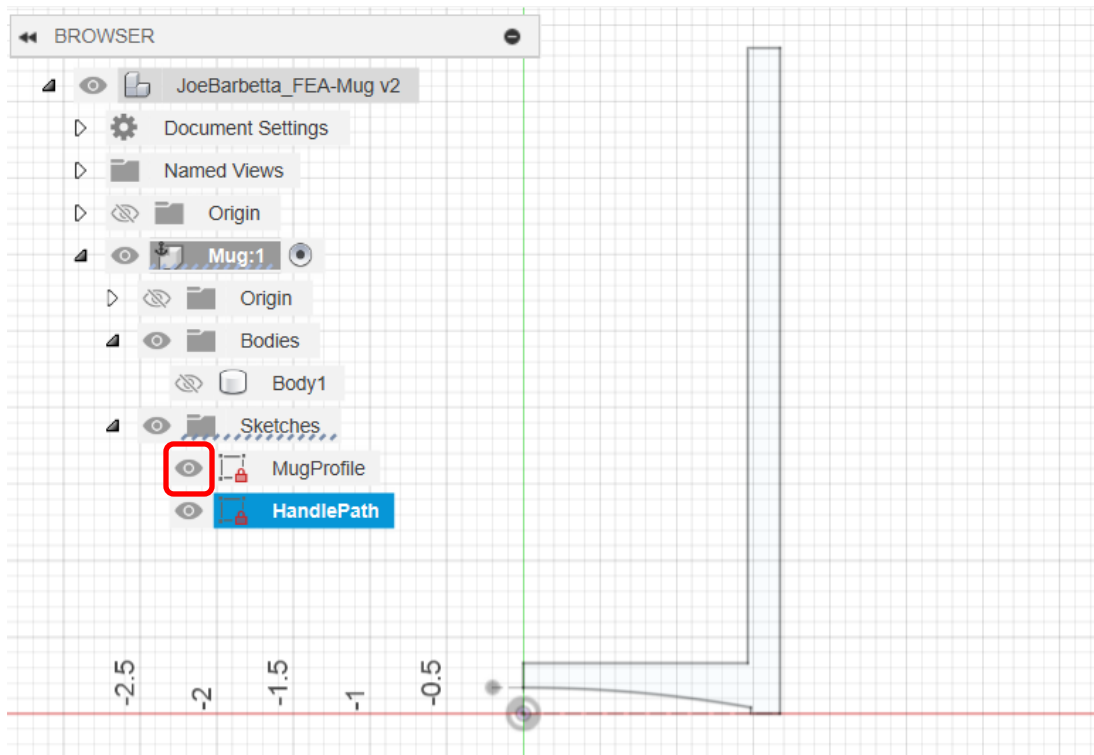 BROWSER
JoeBarbetta_FEA-Mug v2
Document Settings
Named Views
Origin
Mug:1
Origin
Bodies
Body1
Sketches
MugProfile
HandlePath
-2.5
-2
-1.5
-1
-0.5